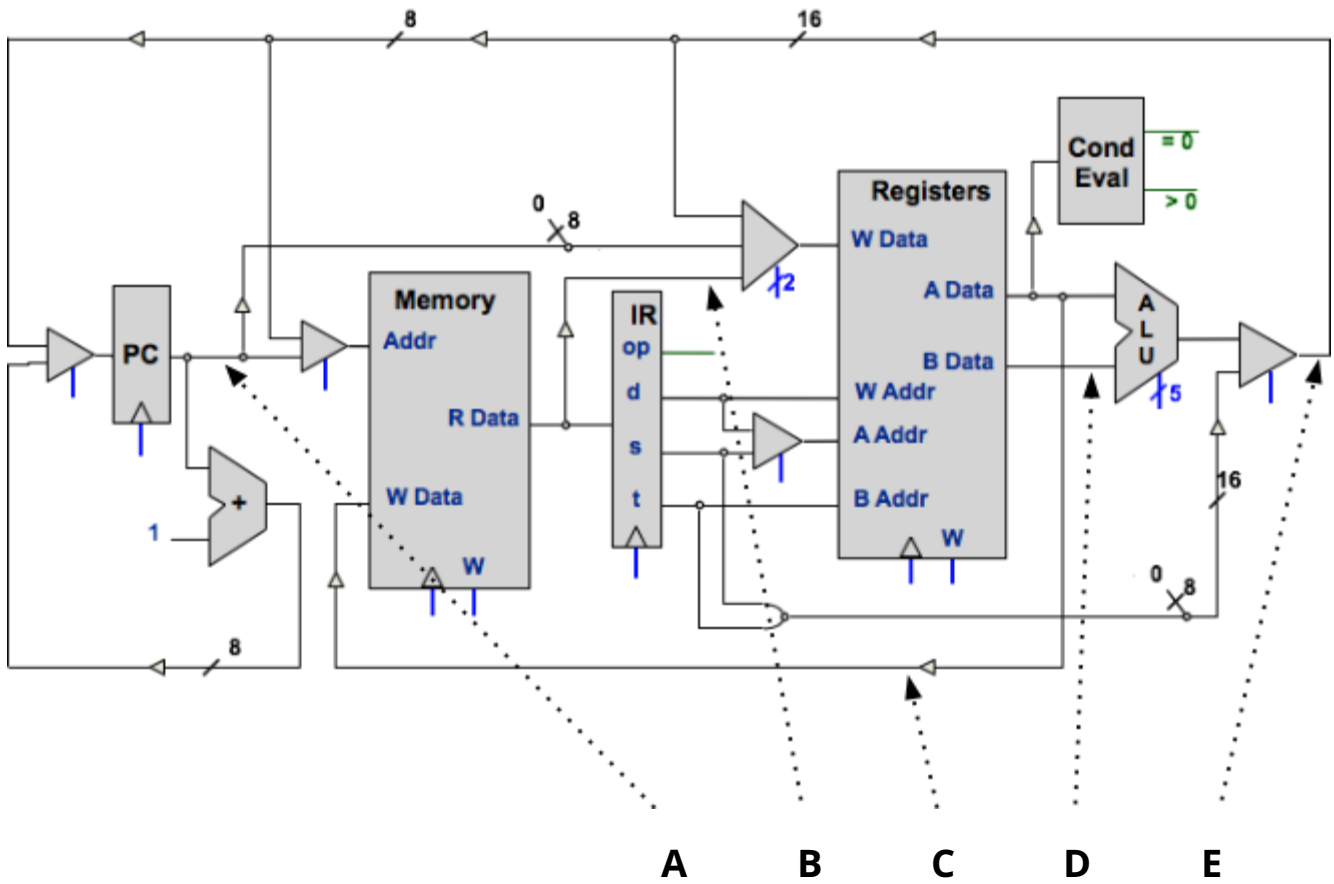 8
16
Cond
Eval
= 0
> 0
Registers
0
8
W Data
2
Memory
IR
A Data
A
L
U
PC
Addr
op
B Data
d
W Addr
5
R Data
s
A Addr
16
+
W Data
t
B Addr
1
W
W
0
8
8
A
B
C
D
E